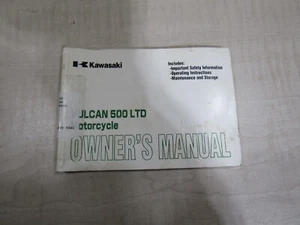 Kawasaki
Includes:
-Important Safety Information
-Operating Instructions
-Maintenance and Storage
ULCAN 500 LTD
otorcycle
OWNER'S MANUAL